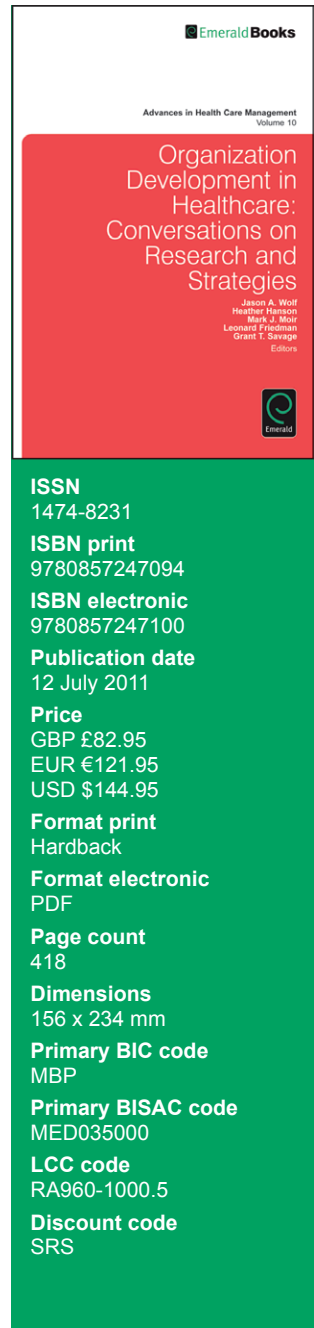 Emerald Books
Advances in Health Care Management
Volume 10
Organization
Development in
Healthcare:
Conversations on
Research and
Strategies
Jason A. Wolf
Heather Hanson
Mark J. Moir
Leonard Friedman
Grant T. Savage
Editors
Emerald
ISSN
1474-8231
ISBN print
9780857247094
ISBN electronic
9780857247100
Publication date
12 July 2011
Price
GBP £82.95
EUR €121.95
USD $144.95
Format print
Hardback
Format electronic
PDF
Page count
418
Dimensions
156 x 234 mm
Primary BIC code
MBP
Primary BISAC code
MED035000
LCC code
RA960-1000.5
Discount code
SRS